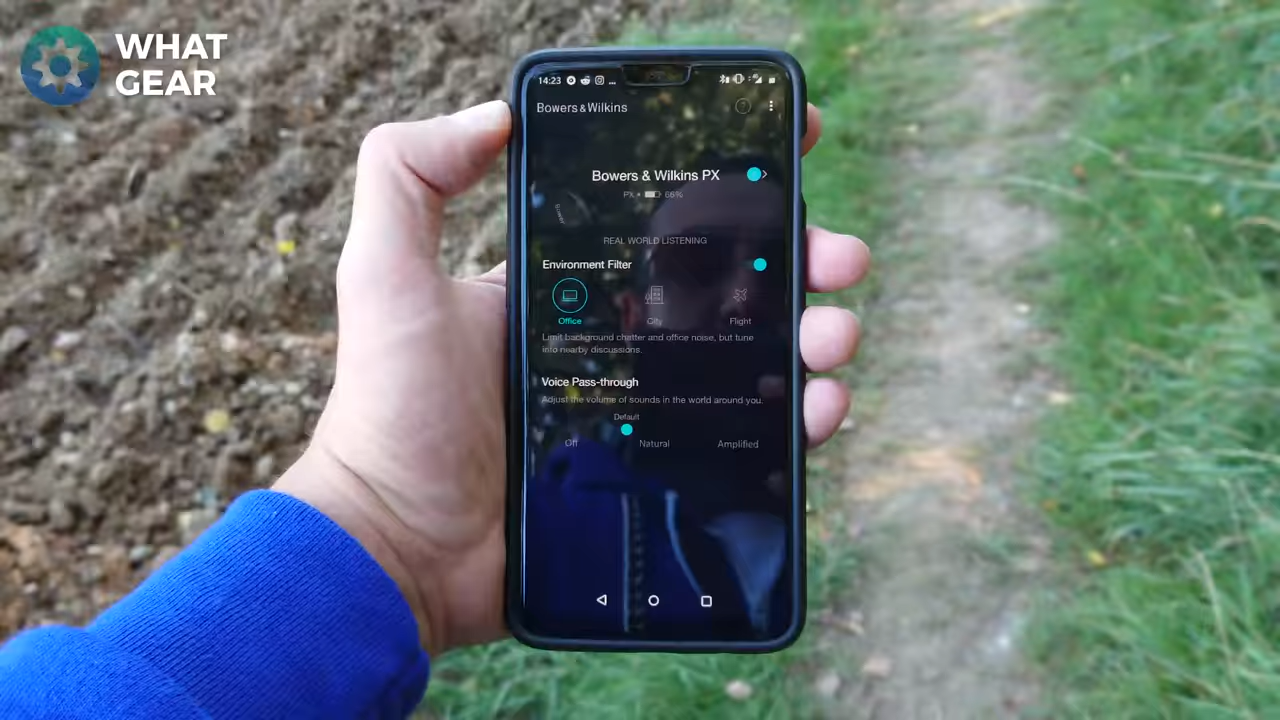 WHAT
GEAR
14:23 ...
Bowers & Wilkins
?
Bowers & Wilkins PX
PX • 66%
REAL WORLD LISTENING
Environment Filter
Office City Flight
Limit background chatter and office noise, but tune
into nearby discussions.
Voice Pass-through
Adjust the volume of sounds in the world around you.
Default
Off Natural Amplified